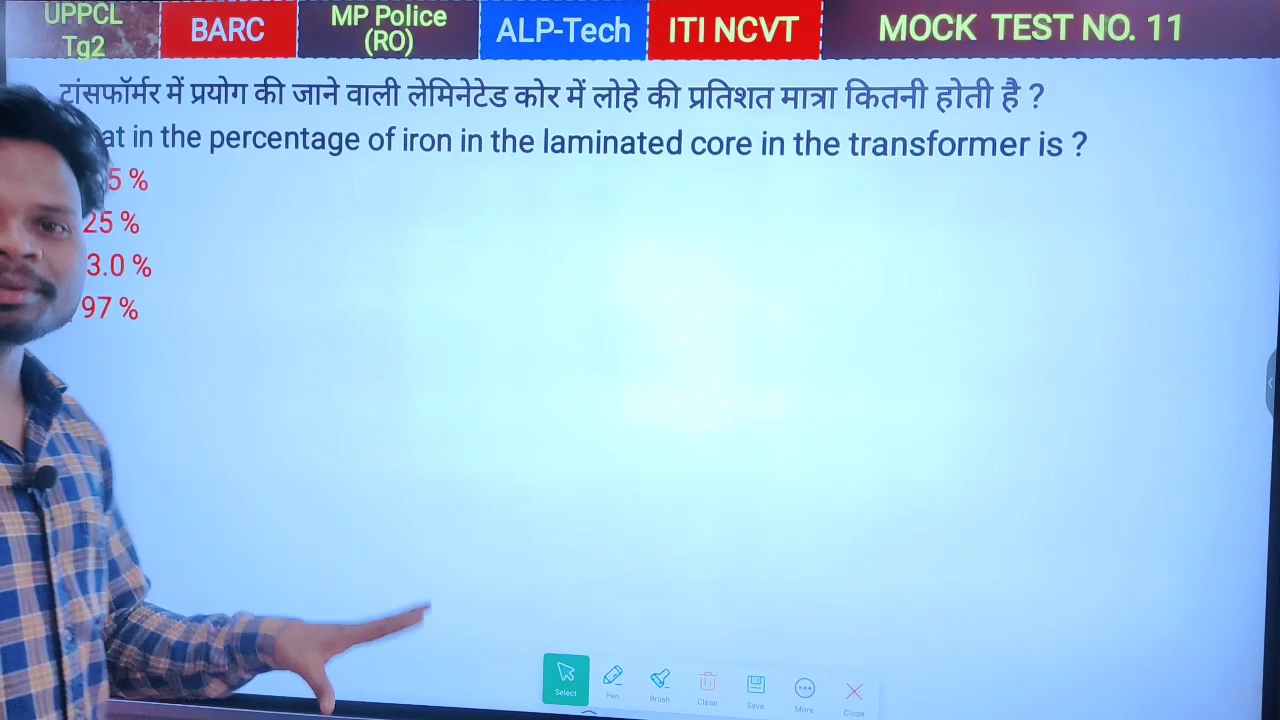 UPPCL
Tg2
BARC
MP Police
(RO)
ALP-Tech
ITI NCVT
MOCK TEST NO. 11
टांसफॉर्मर में प्रयोग की जाने वाली लेमिनेटेड कोर में लोहे की प्रतिशत मात्रा कितनी होती है ?
at in the percentage of iron in the laminated core in the transformer is ?
5 %
25 %
3.0 %
97 %
Select
Pen
Brush
Clean
Save
More
Close